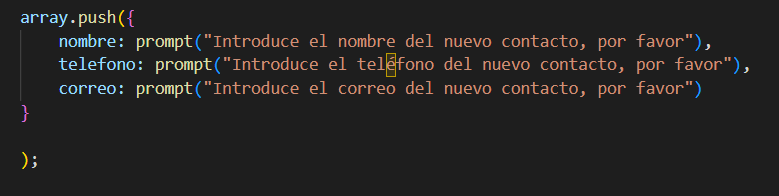 array.push({
nombre: prompt("Introduce el nombre del nuevo contacto, por favor"),
telefono: prompt("Introduce el teléfono del nuevo contacto, por favor"),
correo: prompt("Introduce el correo del nuevo contacto, por favor")
}
);